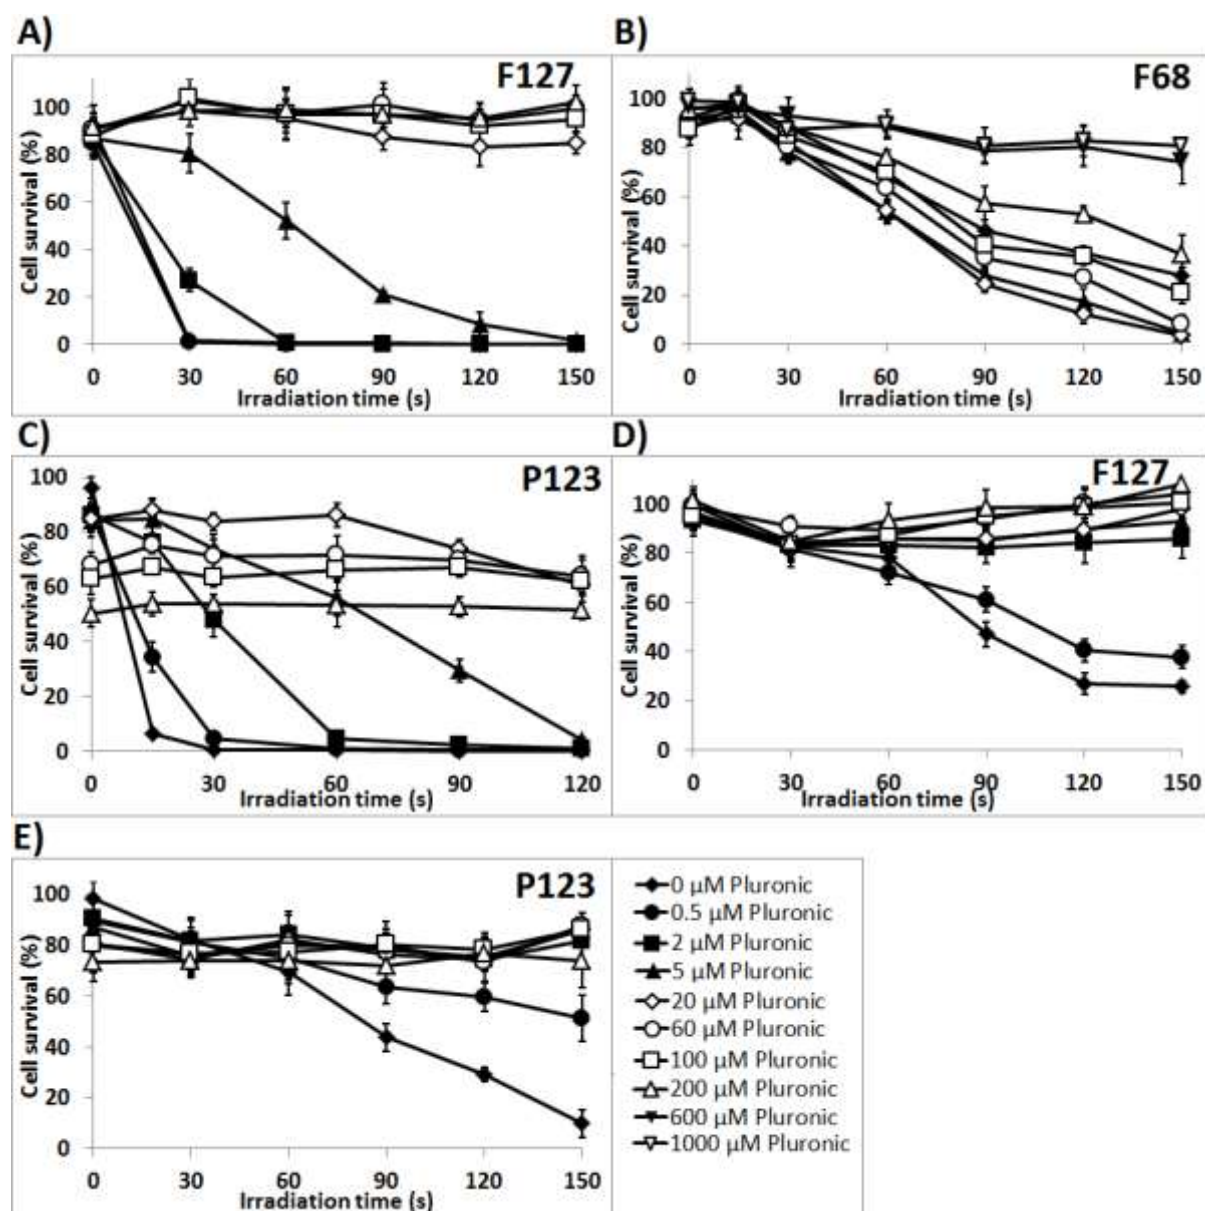 A)
F127
Cell survival (%)
100
80
60
40
20
0
0 30 60 90 120 150
Irradiation time (s)
B)
F68
Cell survival (%)
100
80
60
40
20
0
0 30 60 90 120 150
Irradiation time (s)
C)
P123
Cell survival (%)
100
80
60
40
20
0
0 30 60 90 120
Irradiation time (s)
D)
F127
Cell survival (%)
100
80
60
40
20
0
0 30 60 90 120 150
Irradiation time (s)
E)
P123
Cell survival (%)
100
80
60
40
20
0
0 30 60 90 120 150
Irradiation time (s)
0 µM Pluronic
0.5 µM Pluronic
2 µM Pluronic
5 µM Pluronic
20 µM Pluronic
60 µM Pluronic
100 µM Pluronic
200 µM Pluronic
600 µM Pluronic
1000 µM Pluronic